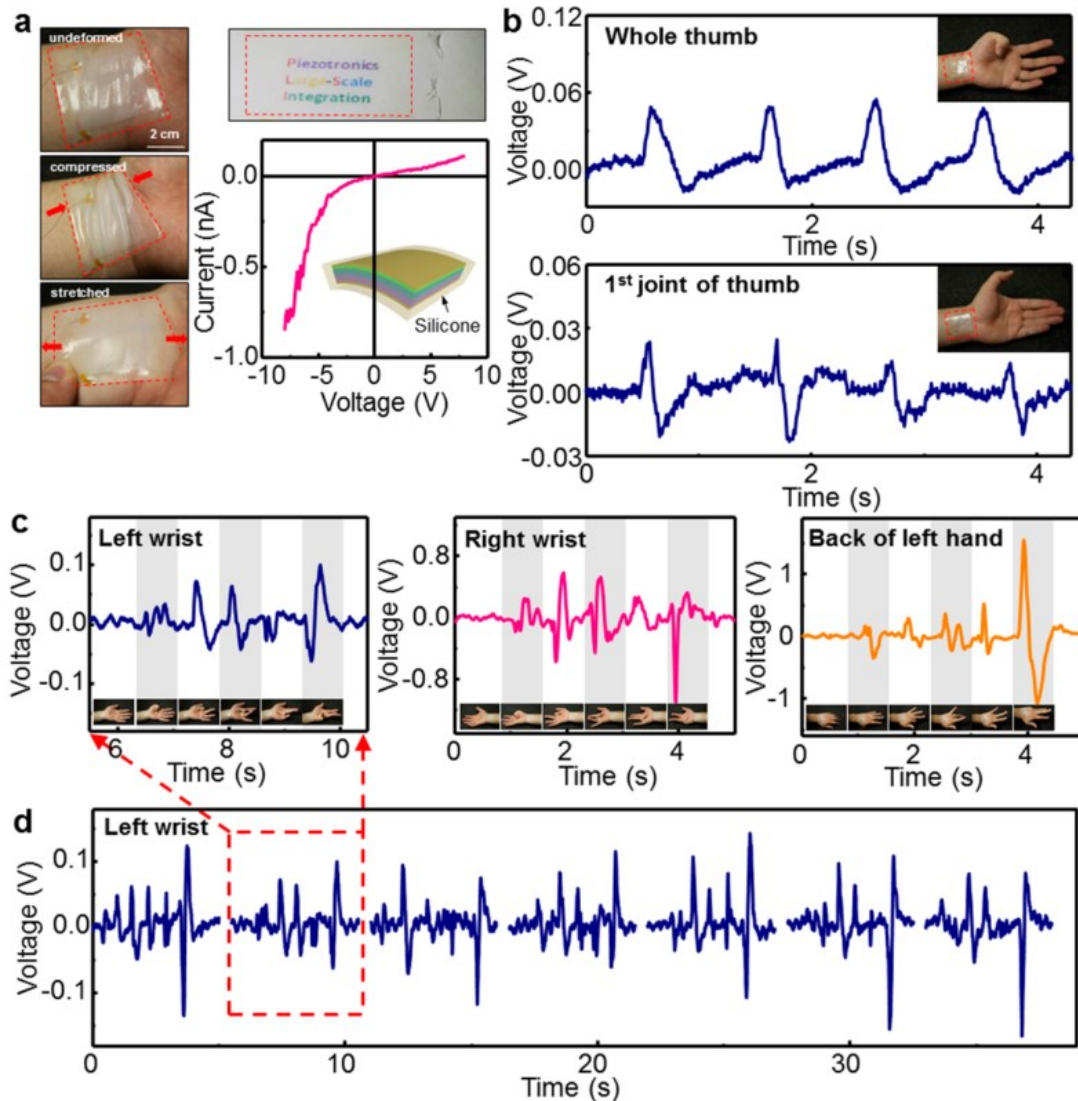 a
undeformed
2 cm
compressed
stretched
Piezotronics
Large-Scale
Integration
Current (nA)
0.0
-0.5
-1.0
-10
-5
0
5
10
Voltage (V)
Silicone
b
Whole thumb
Voltage (V)
0.12
0.06
0.00
0
2
4
Time (s)
1st joint of thumb
Voltage (V)
0.06
0.03
0.00
-0.03
0
2
4
Time (s)
c
Left wrist
Voltage (V)
0.1
0.0
-0.1
6
8
10
Time (s)
Right wrist
Voltage (V)
0.8
0.0
-0.8
0
2
4
Time (s)
Back of left hand
Voltage (V)
1
0
-1
0
2
4
Time (s)
d
Left wrist
Voltage (V)
0.1
0.0
-0.1
0
10
20
30
Time (s)